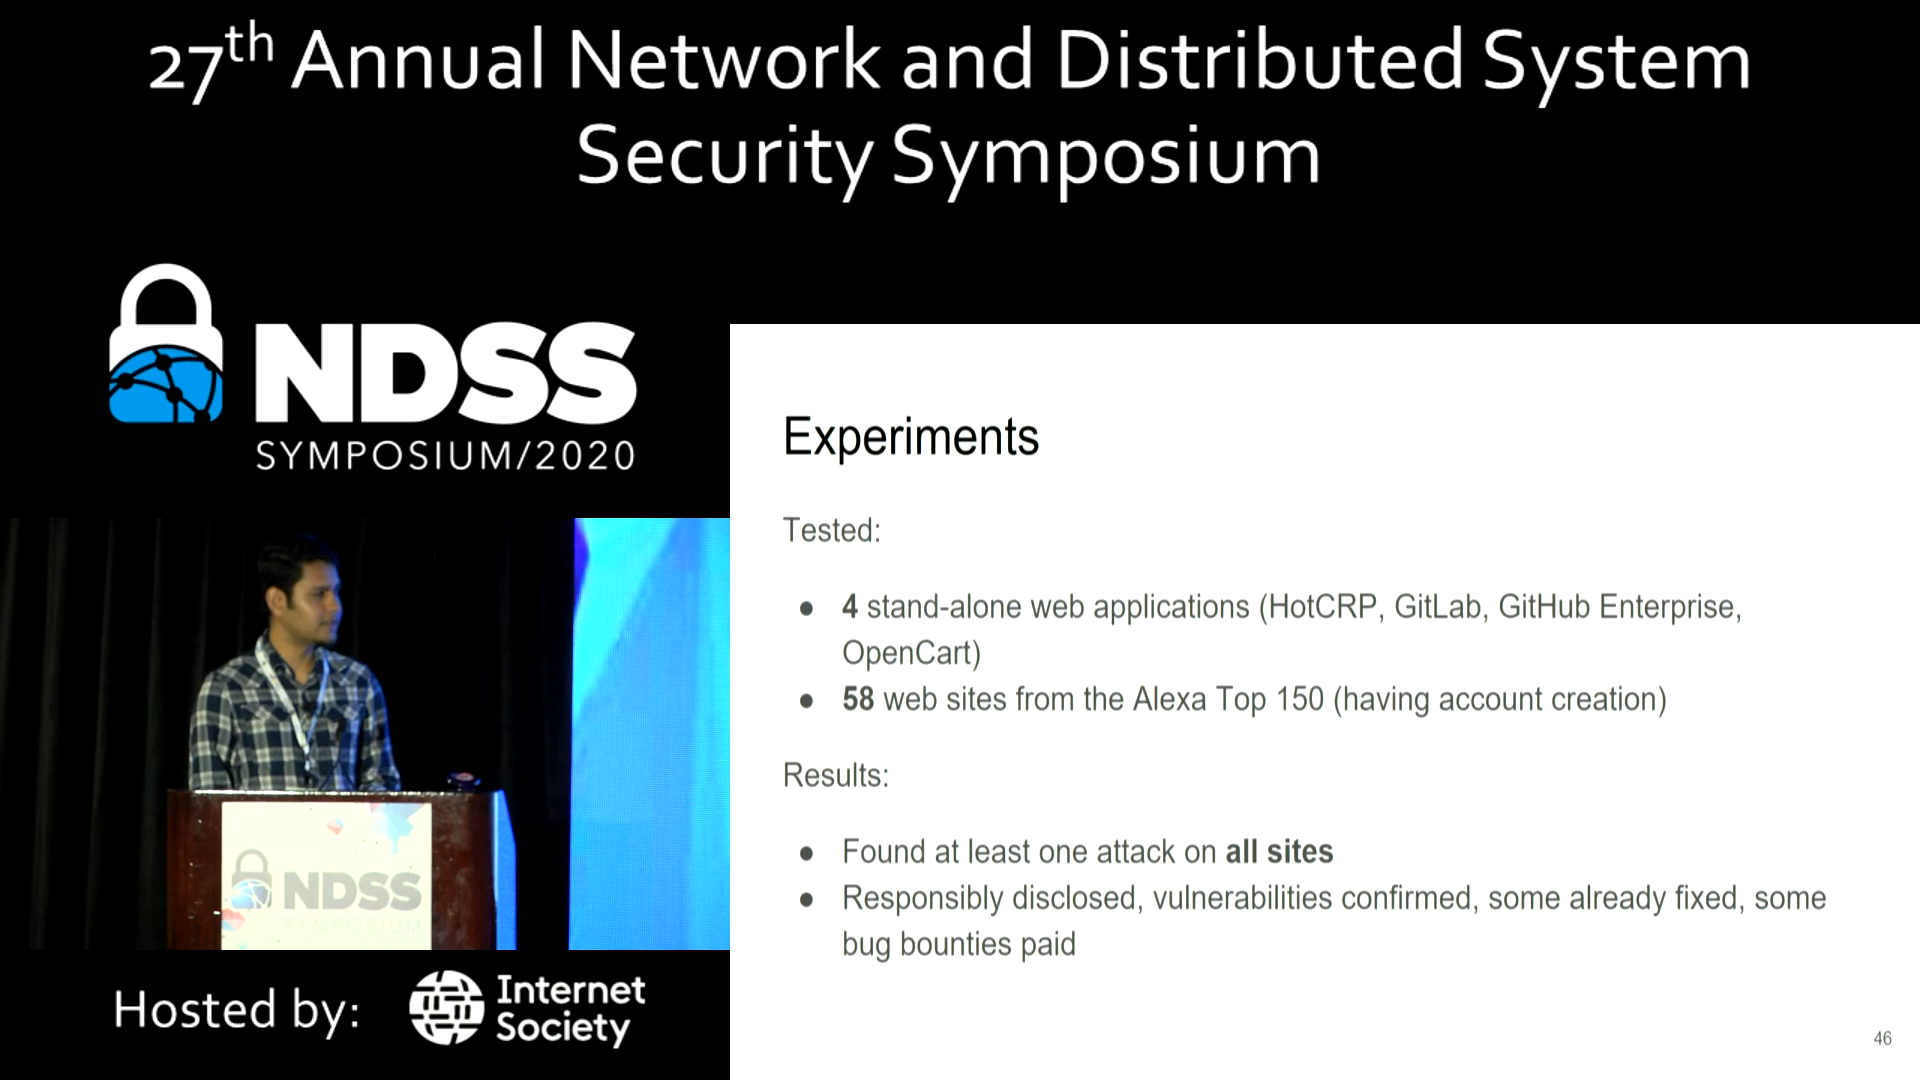 27th Annual Network and Distributed System
Security Symposium
NDSS
SYMPOSIUM/2020
Experiments
Tested:
● 4 stand-alone web applications (HotCRP, GitLab, GitHub Enterprise,
OpenCart)
● 58 web sites from the Alexa Top 150 (having account creation)
Results:
● Found at least one attack on all sites
● Responsibly disclosed, vulnerabilities confirmed, some already fixed, some
bug bounties paid
46
NDSS
SYMPOSIUM
Hosted by:
Internet
Society